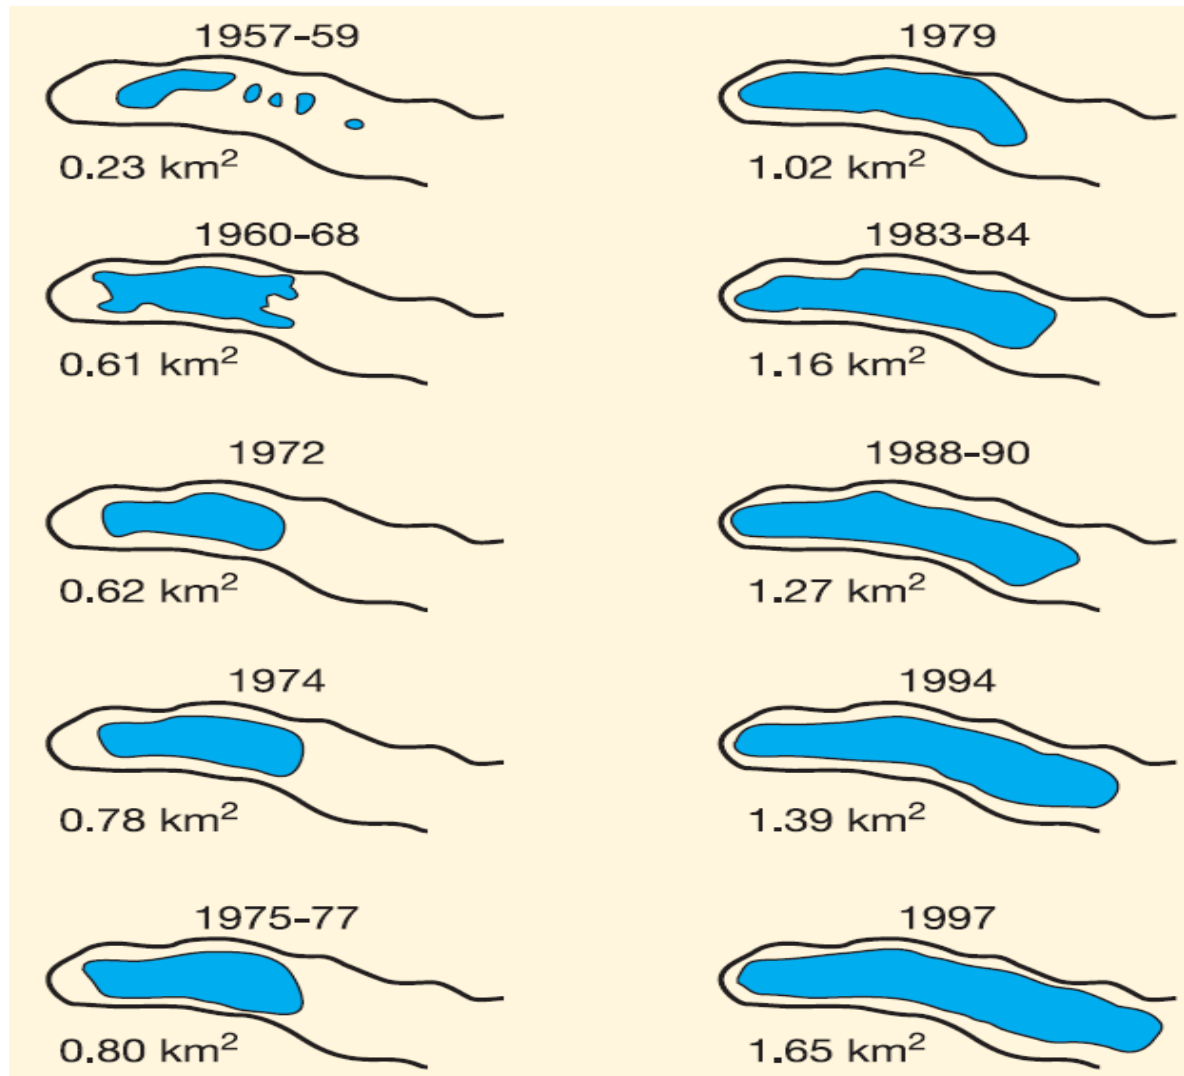 1957-59
0.23 km²
1960-68
0.61 km²
1972
0.62 km²
1974
0.78 km²
1975-77
0.80 km²
1979
1.02 km²
1983-84
1.16 km²
1988-90
1.27 km²
1994
1.39 km²
1997
1.65 km²